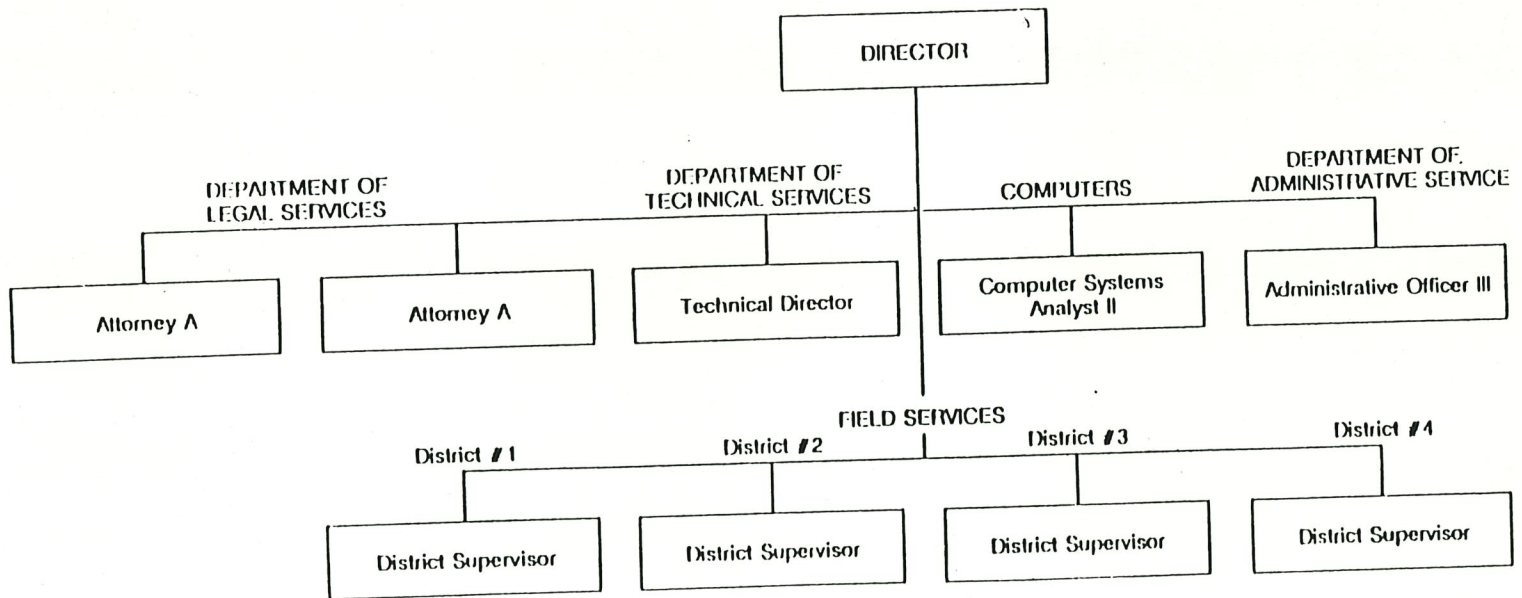 DIRECTOR
DEPARTMENT OF
LEGAL SERVICES
DEPARTMENT OF
TECHNICAL SERVICES
COMPUTERS
DEPARTMENT OF.
ADMINISTRATIVE SERVICE
Attorney A
Attorney A
Technical Director
Computer Systems
Analyst II
Administrative Officer III
FIELD SERVICES
District #1
District #2
District #3
District #4
District Supervisor
District Supervisor
District Supervisor
District Supervisor